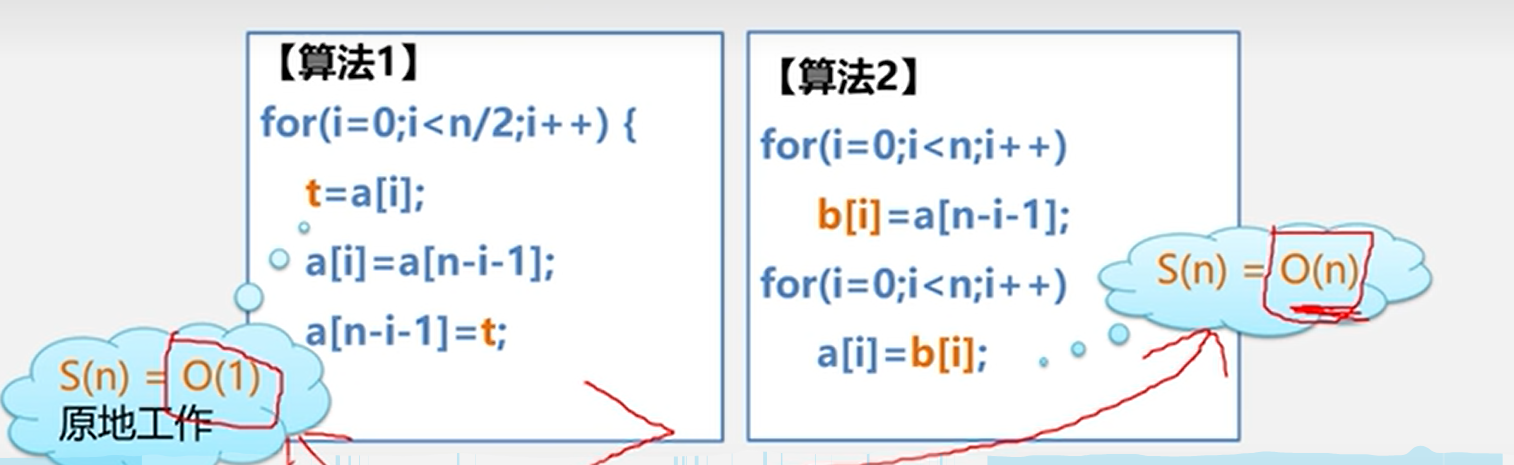 【算法1】
for(i=0;i<n/2;i++) {
t=a[i];
a[i]=a[n-i-1];
a[n-i-1]=t;
S(n) = O(1)
原地工作
【算法2】
for(i=0;i<n;i++)
b[i]=a[n-i-1];
for(i=0;i<n;i++)
a[i]=b[i];
S(n) = O(n)